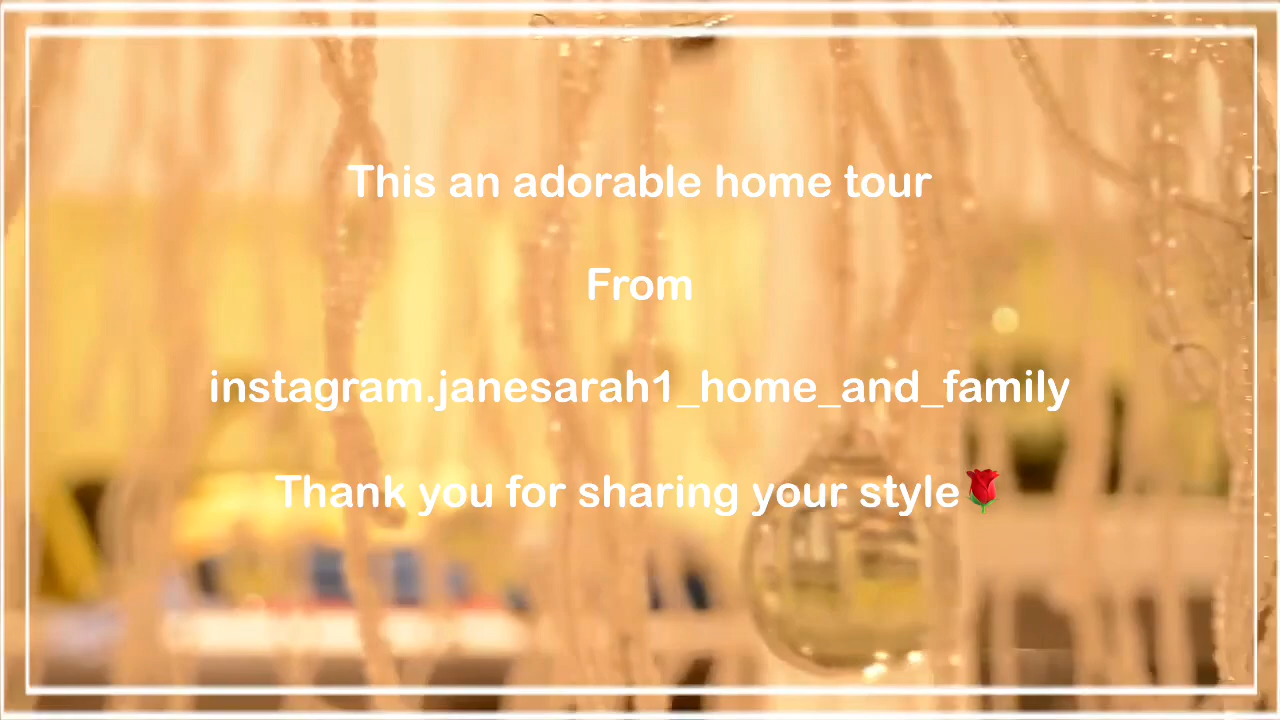 This an adorable home tour
From
instagram.janesarah1_home_and_family
Thank you for sharing your style🌹